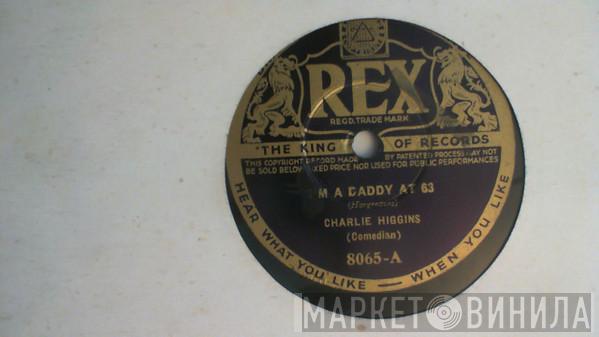 REX
REGD. TRADE MARK
"THE KING OF RECORDS
THIS COPYRIGHT RECORD MADE BY PATENTED PROCESS MAY NOT
BE SOLD BELOW FIXED PRICE NOR USED FOR PUBLIC PERFORMANCES
I'M A DADDY AT 63
(Hargreaves)
CHARLIE HIGGINS
(Comedian)
8065-A
HEAR WHAT YOU LIKE — WHEN YOU LIKE
МАРКЕТ ВИНИЛА